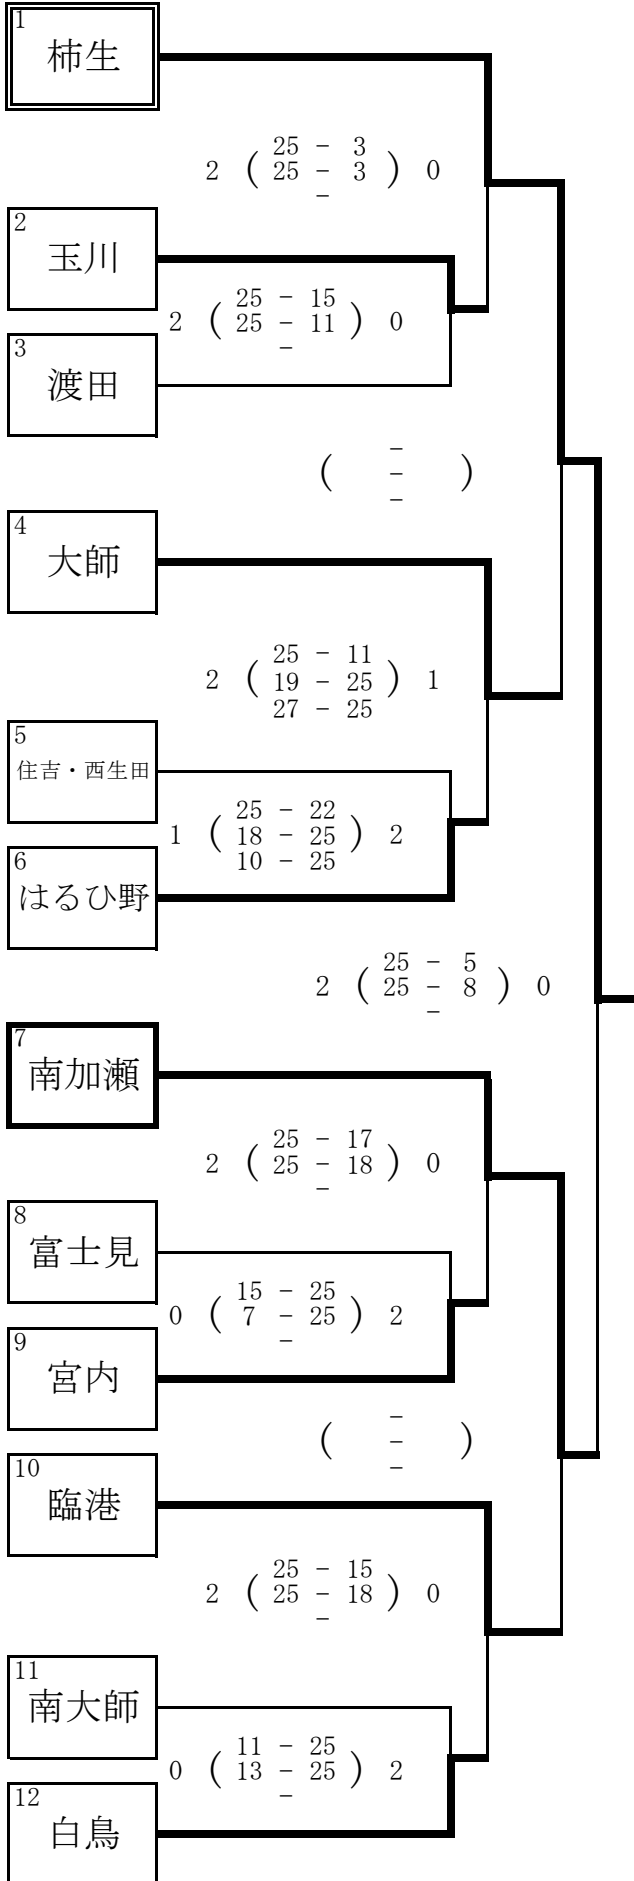 1
柿生
25 - 3
2 ( 25 - 3 ) 0
-
2
玉川
25 - 15
2 ( 25 - 11 ) 0
-
3
渡田
-
( - )
-
4
大師
25 - 11
2 ( 19 - 25 ) 1
27 - 25
5
住吉・西生田
25 - 22
1 ( 18 - 25 ) 2
10 - 25
6
はるひ野
25 - 5
2 ( 25 - 8 ) 0
-
7
南加瀬
25 - 17
2 ( 25 - 18 ) 0
-
8
富士見
15 - 25
0 ( 7 - 25 ) 2
-
9
宮内
-
( - )
-
10
臨港
25 - 15
2 ( 25 - 18 ) 0
-
11
南大師
11 - 25
0 ( 13 - 25 ) 2
-
12
白鳥